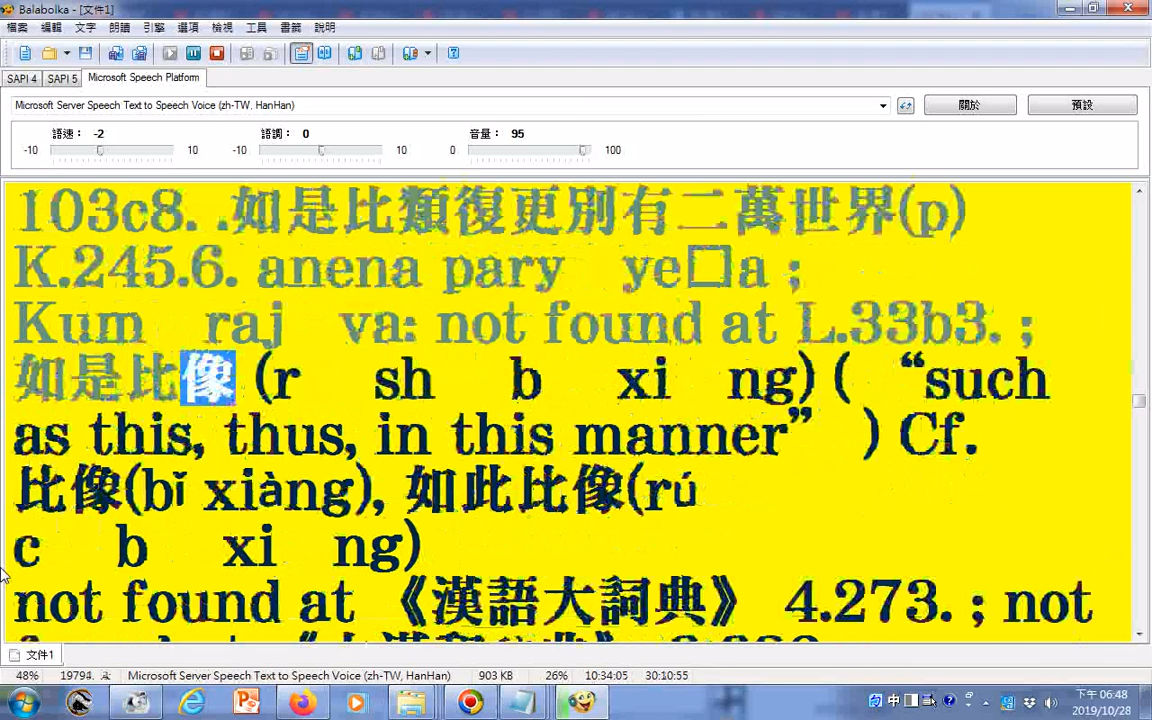 Balabolka - [文件1]
檔案 編輯 文字 朗讀 引擎 選項 檢視 工具 書籤 說明
SAPI 4 SAPI 5 Microsoft Speech Platform
Microsoft Server Speech Text to Speech Voice (zh-TW, HanHan) 關於 預設
語速： -2 語調： 0 音量： 95
-10 10 -10 10 0 100
103c8. .如是比類復更別有二萬世界(p)
K.245.6. anena pary ye□a ;
Kum raj va: not found at L.33b3. ;
如是比像 (r sh b xi ng) ( “such
as this, thus, in this manner” ) Cf.
比像(bǐ xiàng), 如此比像(rú
c b xi ng)
not found at 《漢語大詞典》 4.273. ; not
文件1
48% 19794. Microsoft Server Speech Text to Speech Voice (zh-TW, HanHan) 903 KB 26% 10:34:05 30:10:55
中 下午 06:48
2019/10/28